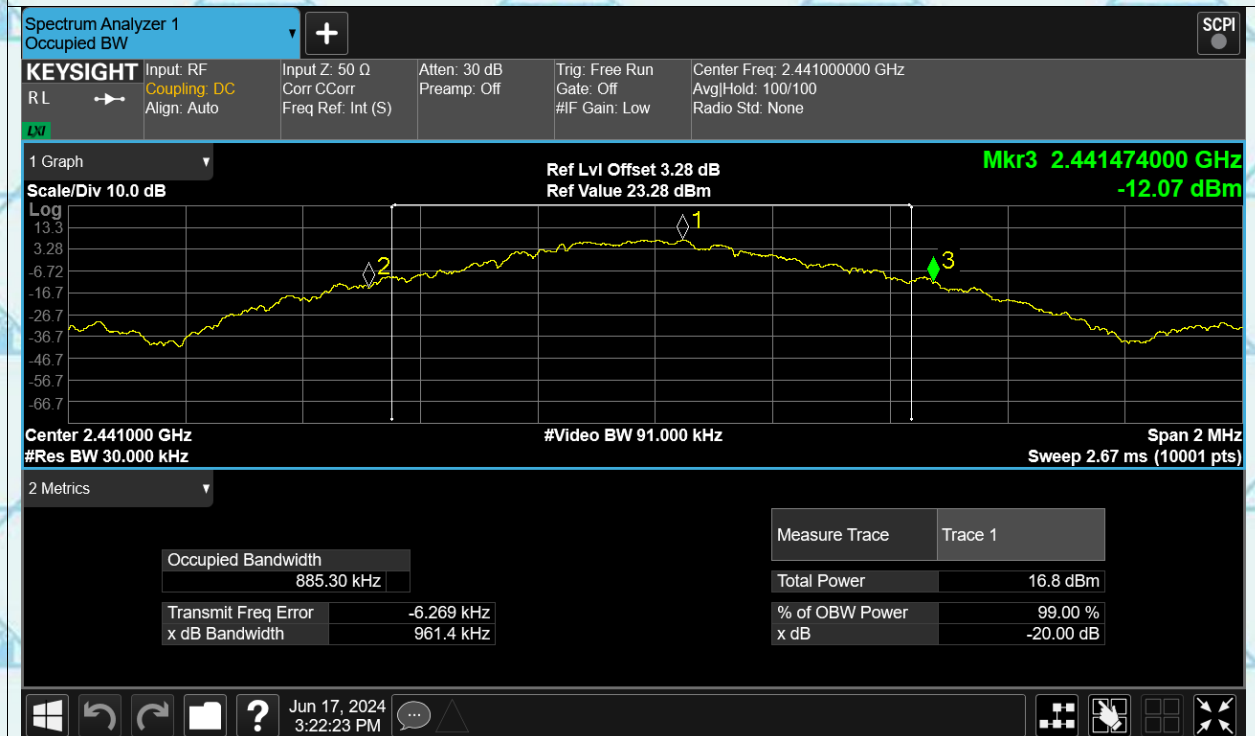 Spectrum Analyzer 1
Occupied BW
+
SCPI
KEYSIGHT
R L
LXI
Input: RF
Coupling: DC
Align: Auto
Input Z: 50 Ω
Corr CCorr
Freq Ref: Int (S)
Atten: 30 dB
Preamp: Off
Trig: Free Run
Gate: Off
#IF Gain: Low
Center Freq: 2.441000000 GHz
Avg|Hold: 100/100
Radio Std: None
1 Graph
Scale/Div 10.0 dB
Ref Lvl Offset 3.28 dB
Ref Value 23.28 dBm
Mkr3 2.441474000 GHz
-12.07 dBm
Log
13.3
3.28
-6.72
-16.7
-26.7
-36.7
-46.7
-56.7
-66.7
1
2
3
Center 2.441000 GHz
#Video BW 91.000 kHz
Span 2 MHz
#Res BW 30.000 kHz
Sweep 2.67 ms (10001 pts)
2 Metrics
Occupied Bandwidth
885.30 kHz
Transmit Freq Error -6.269 kHz
x dB Bandwidth 961.4 kHz
Measure Trace Trace 1
Total Power 16.8 dBm
% of OBW Power 99.00 %
x dB -20.00 dB
?
Jun 17, 2024
3:22:23 PM